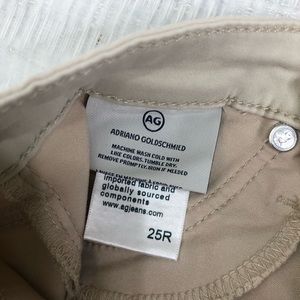 AG
ADRIANO GOLDSCHMIED
MACHINE WASH COLD WITH
LIKE COLORS. TUMBLE DRY.
REMOVE PROMPTLY. IRON IF NEEDED
imported fabric and
globally sourced
components
www.agjeans.com
25R